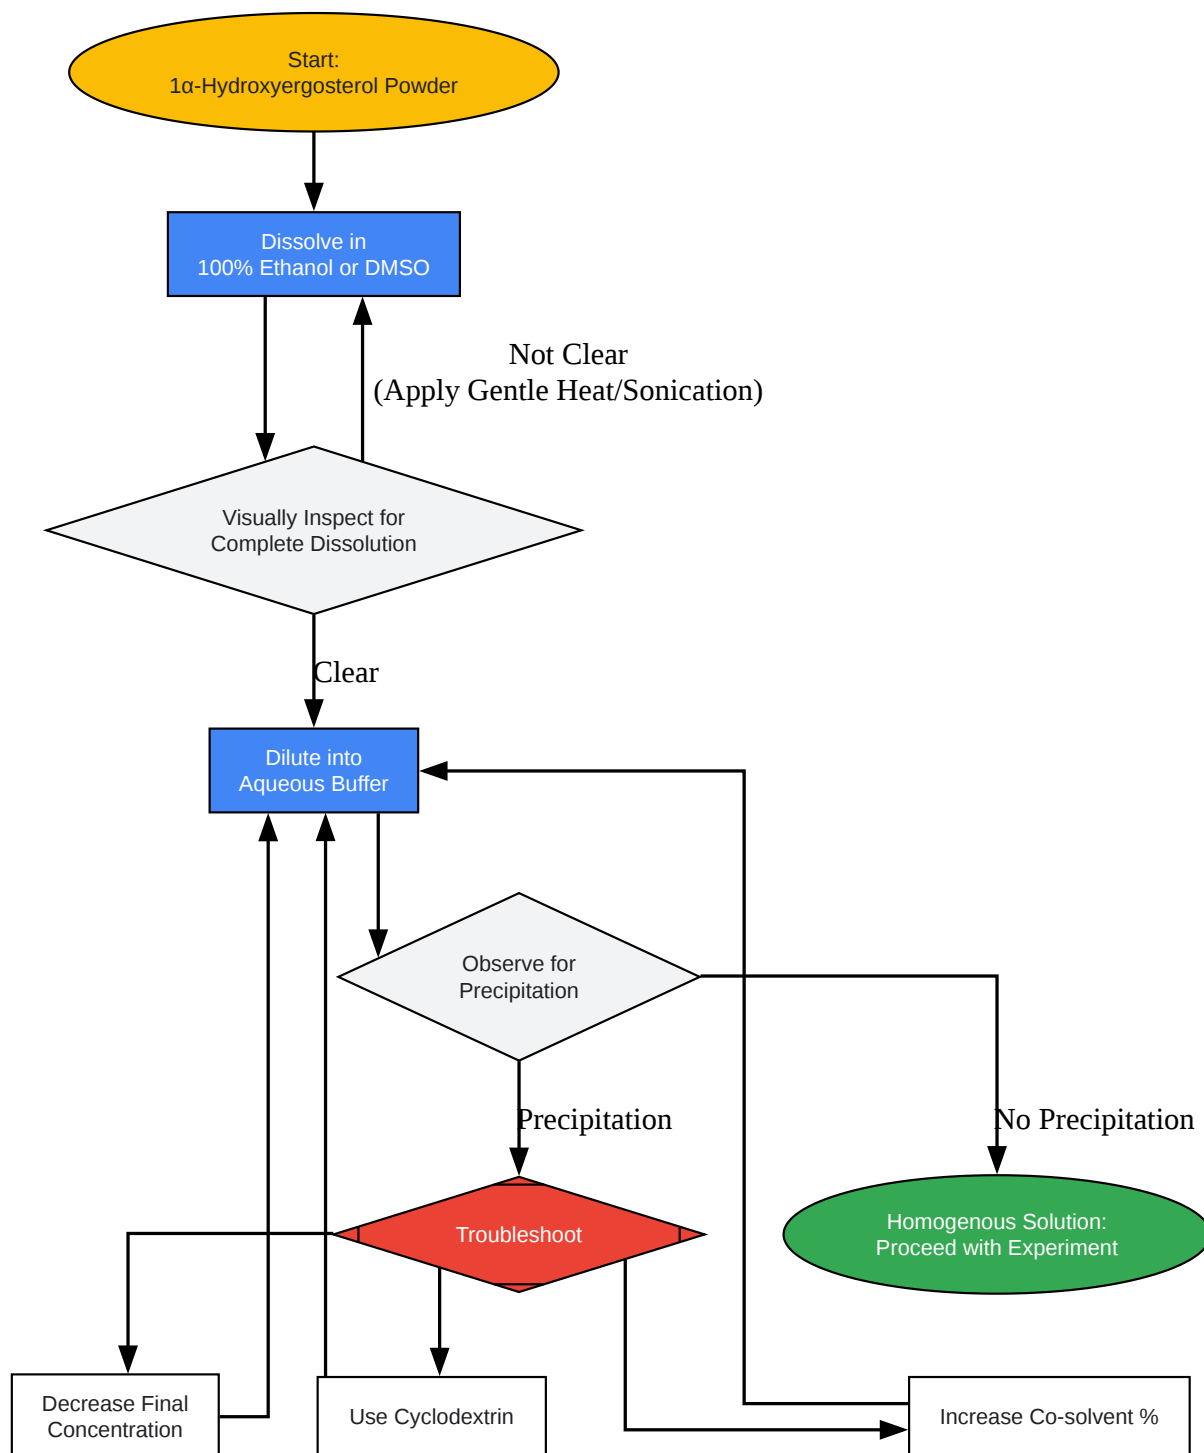 Start:
1α-Hydroxyergosterol Powder
Dissolve in
100% Ethanol or DMSO
Not Clear
(Apply Gentle Heat/Sonication)
Visually Inspect for
Complete Dissolution
Clear
Dilute into
Aqueous Buffer
Observe for
Precipitation
Precipitation
No Precipitation
Troubleshoot
Homogenous Solution:
Proceed with Experiment
Decrease Final
Concentration
Use Cyclodextrin
Increase Co-solvent %